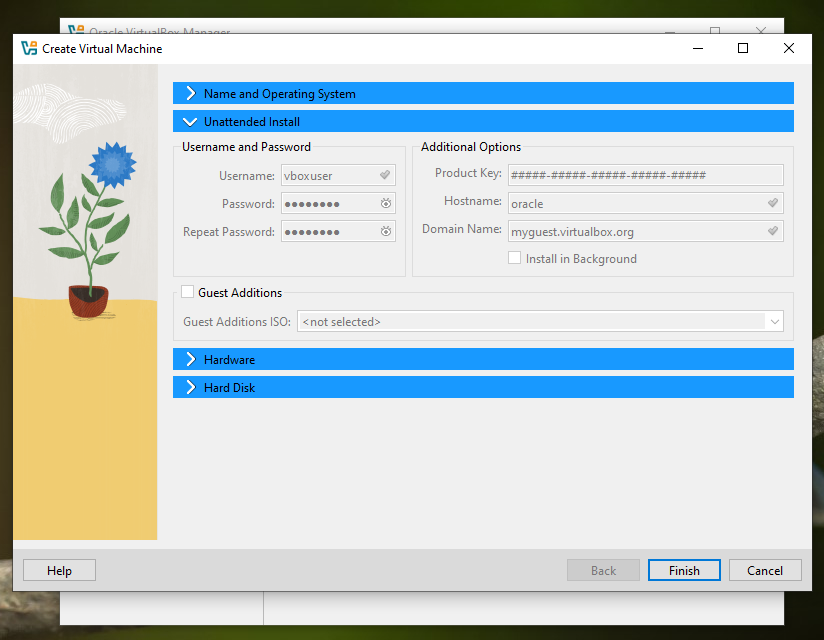 Oracle VirtualBox Manager
Create Virtual Machine
Name and Operating System
Unattended Install
Username and Password
Username: vboxuser
Password: ●●●●●●●●
Repeat Password: ●●●●●●●●
Additional Options
Product Key: #####-#####-#####-#####-#####
Hostname: oracle
Domain Name: myguest.virtualbox.org
Install in Background
Guest Additions
Guest Additions ISO: <not selected>
Hardware
Hard Disk
Help Back Finish Cancel